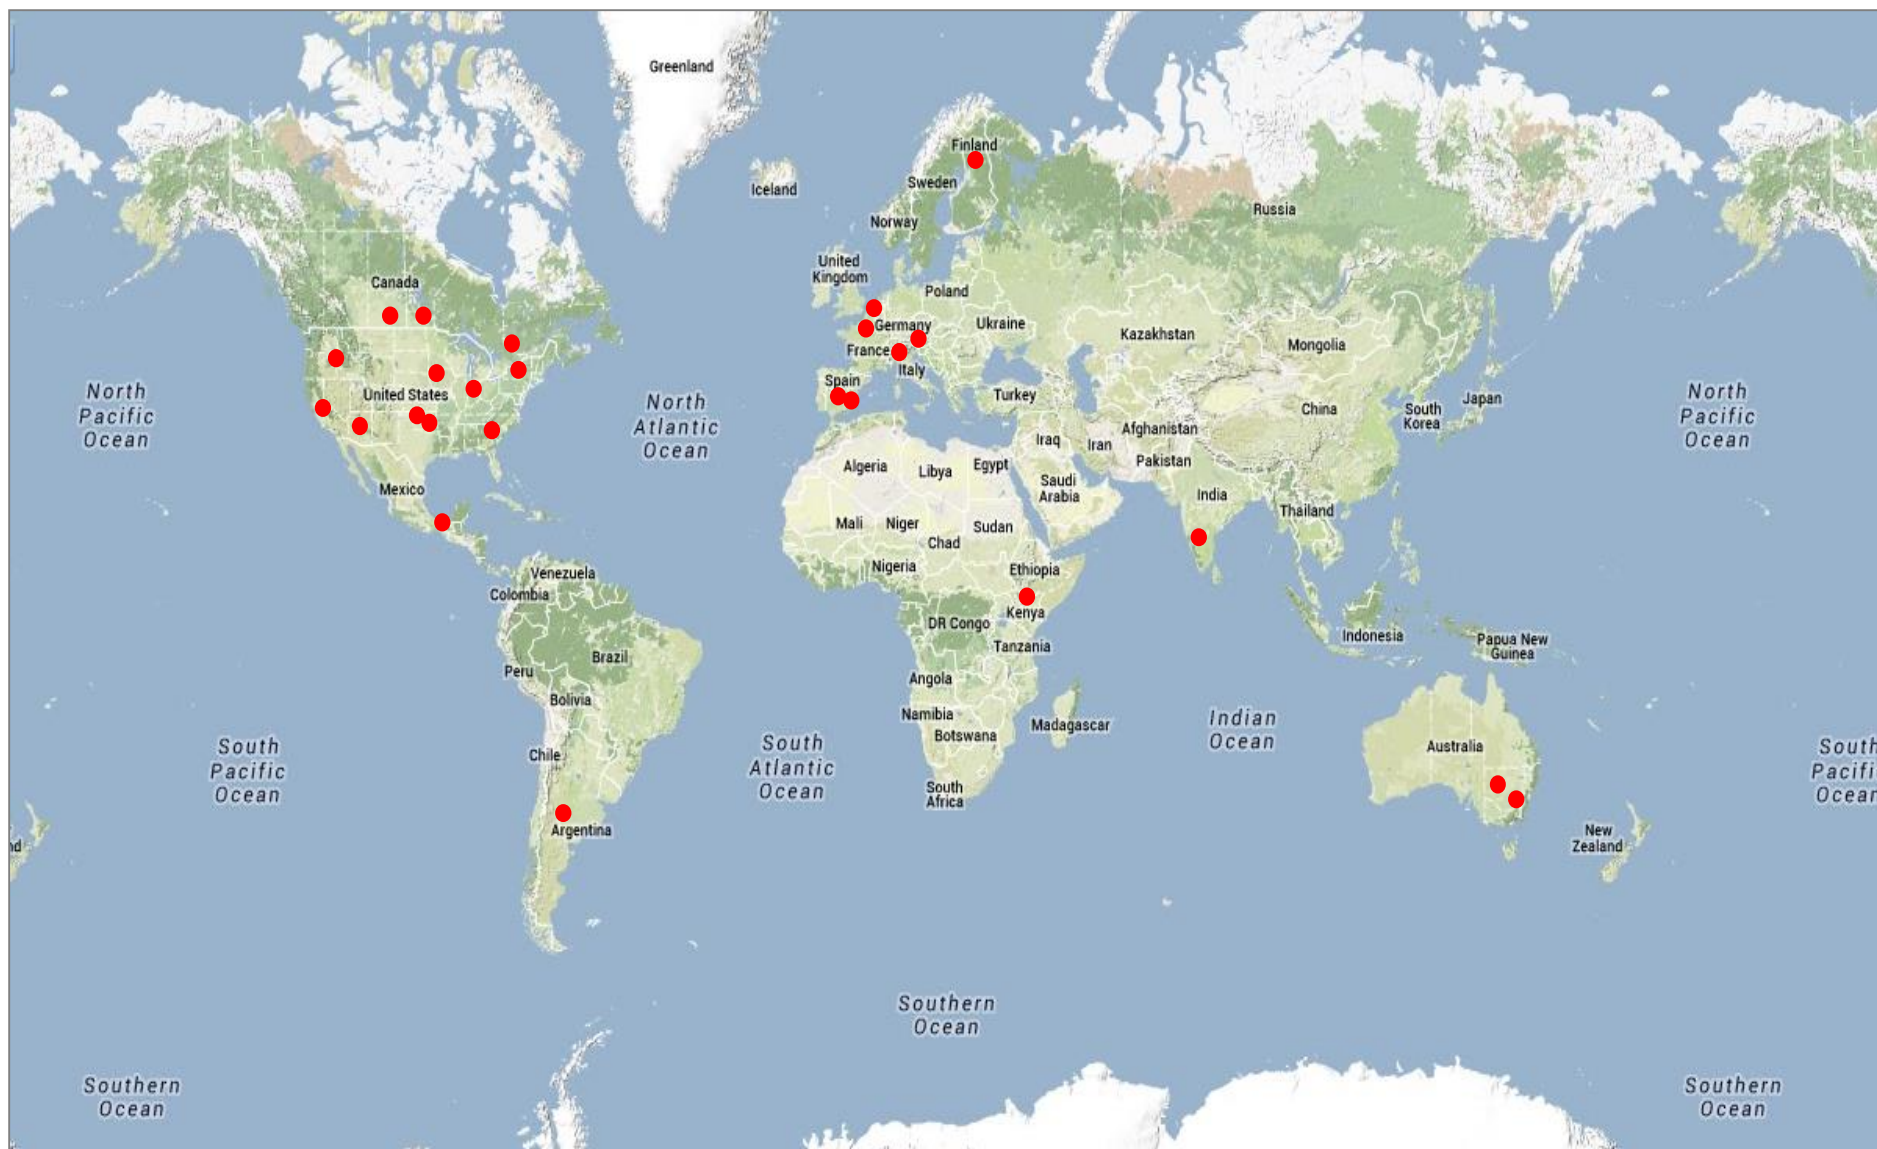 Greenland
Finland
Iceland
Sweden
Norway
Russia
United
Kingdom
Canada
Poland
Germany
Ukraine
Kazakhstan
Mongolia
France
Italy
Spain
Turkey
United States
North
Pacific
Ocean
North
Atlantic
Ocean
China
South
Korea
Japan
North
Pacific
Ocean
Afghanistan
Iraq
Iran
Pakistan
Algeria
Libya
Egypt
Saudi
Arabia
India
Mexico
Thailand
Mali
Niger
Sudan
Chad
Nigeria
Ethiopia
Venezuela
Colombia
Kenya
DR Congo
Tanzania
Indonesia
Papua New
Guinea
Brazil
Peru
Angola
Bolivia
Namibia
Botswana
Madagascar
Indian
Ocean
Chile
Australia
South
Pacific
Ocean
South
Atlantic
Ocean
South
Africa
South
Pacifi
Ocean
Argentina
New
Zealand
nd
Southern
Ocean
Southern
Ocean
Southern
Ocean